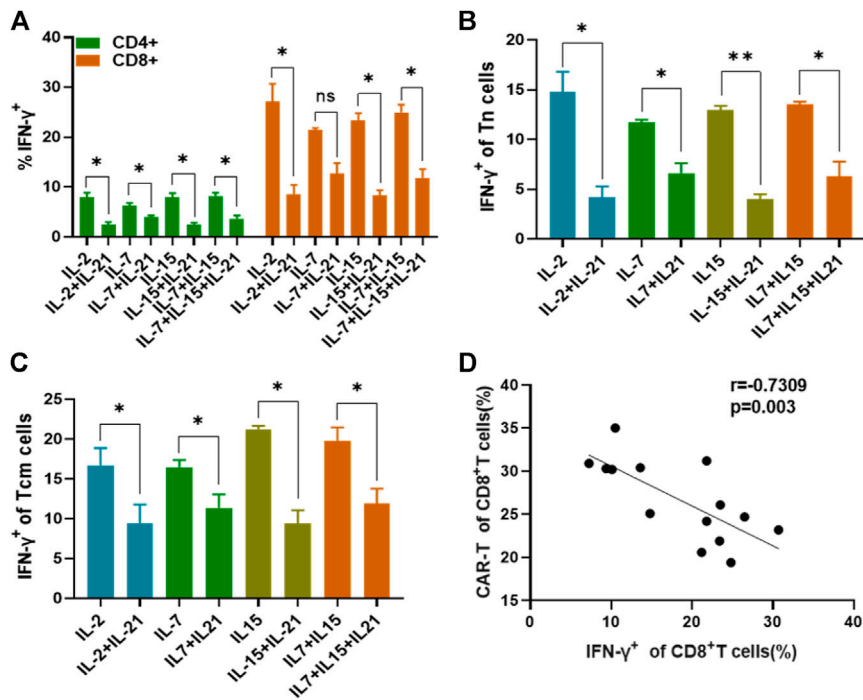 A
CD4+
CD8+
% IFN-γ+
40
30
20
10
0
*
*
*
*
*
ns
*
*
IL-2
IL-2+IL-21
IL-7
IL-7+IL-21
IL-15
IL-15+IL-21
IL-7+IL-15
IL-7+IL-15+IL-21
IL-2
IL-2+IL-21
IL-7
IL-7+IL-21
IL-15
IL-15+IL-21
IL-7+IL-15
IL-7+IL-15+IL-21
B
IFN-γ+ of Tn cells
20
15
10
5
0
*
*
**
*
IL-2
IL-2+IL-21
IL-7
IL7+IL21
IL15
IL-15+IL-21
IL7+IL15
IL7+IL15+IL21
C
IFN-γ+ of Tcm cells
25
20
15
10
5
0
*
*
*
*
IL-2
IL-2+IL-21
IL-7
IL7+IL21
IL15
IL-15+IL-21
IL7+IL15
IL7+IL15+IL21
D
r=-0.7309
p=0.003
CAR-T of CD8+T cells(%)
40
35
30
25
20
15
0
10
20
30
40
IFN-γ+ of CD8+T cells(%)